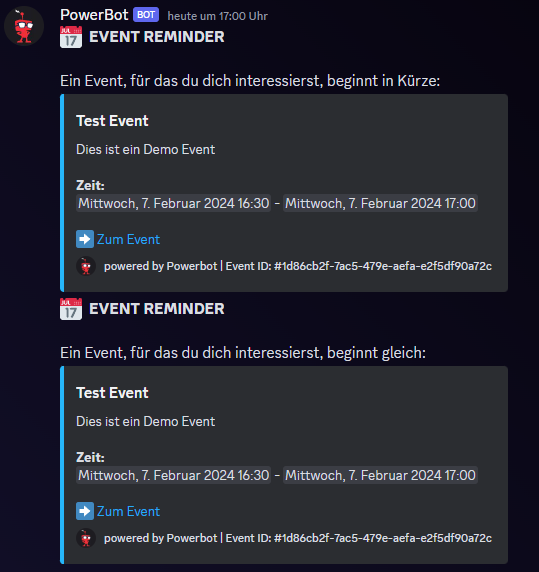 PowerBot BOT heute um 17:00 Uhr
JUL 17 EVENT REMINDER
Ein Event, für das du dich interessierst, beginnt in Kürze:
Test Event
Dies ist ein Demo Event
Zeit:
Mittwoch, 7. Februar 2024 16:30 - Mittwoch, 7. Februar 2024 17:00
Zum Event
powered by Powerbot | Event ID: #1d86cb2f-7ac5-479e-aefa-e2f5df90a72c
JUL 17 EVENT REMINDER
Ein Event, für das du dich interessierst, beginnt gleich:
Test Event
Dies ist ein Demo Event
Zeit:
Mittwoch, 7. Februar 2024 16:30 - Mittwoch, 7. Februar 2024 17:00
Zum Event
powered by Powerbot | Event ID: #1d86cb2f-7ac5-479e-aefa-e2f5df90a72c